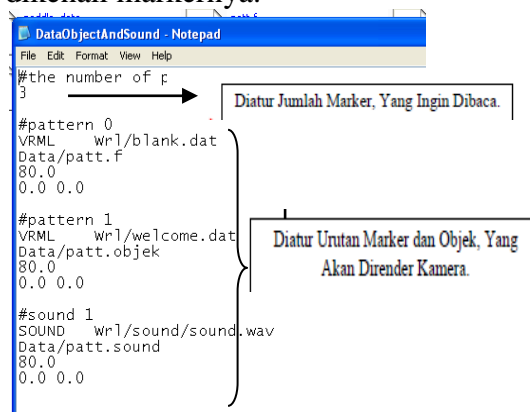 dikenali markernya.
DataObjectAndSound - Notepad
File Edit Format View Help
#the number of p
3
Diatur Jumlah Marker, Yang Ingin Dibaca.
#pattern 0
VRML Wrl/blank.dat
Data/patt.f
80.0
0.0 0.0
#pattern 1
VRML Wrl/welcome.dat
Data/patt.objek
80.0
0.0 0.0
Diatur Urutan Marker dan Objek, Yang
Akan Dirender Kamera.
#sound 1
SOUND Wrl/sound/sound.wav
Data/patt.sound
80.0
0.0 0.0